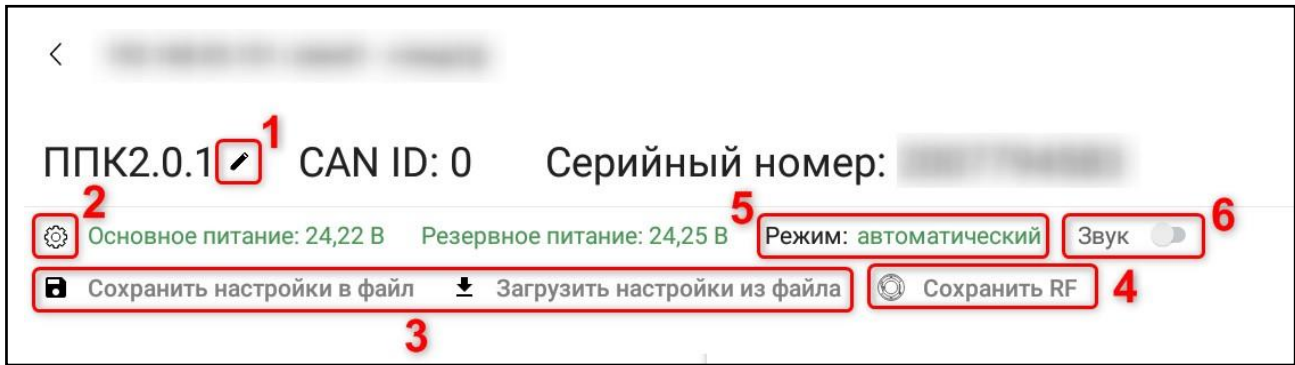 1
ППК2.0.1 CAN ID: 0 Серийный номер:
2 5 6
Основное питание: 24,22 В Резервное питание: 24,25 В Режим: автоматический Звук
Сохранить настройки в файл Загрузить настройки из файла Сохранить RF 4
3